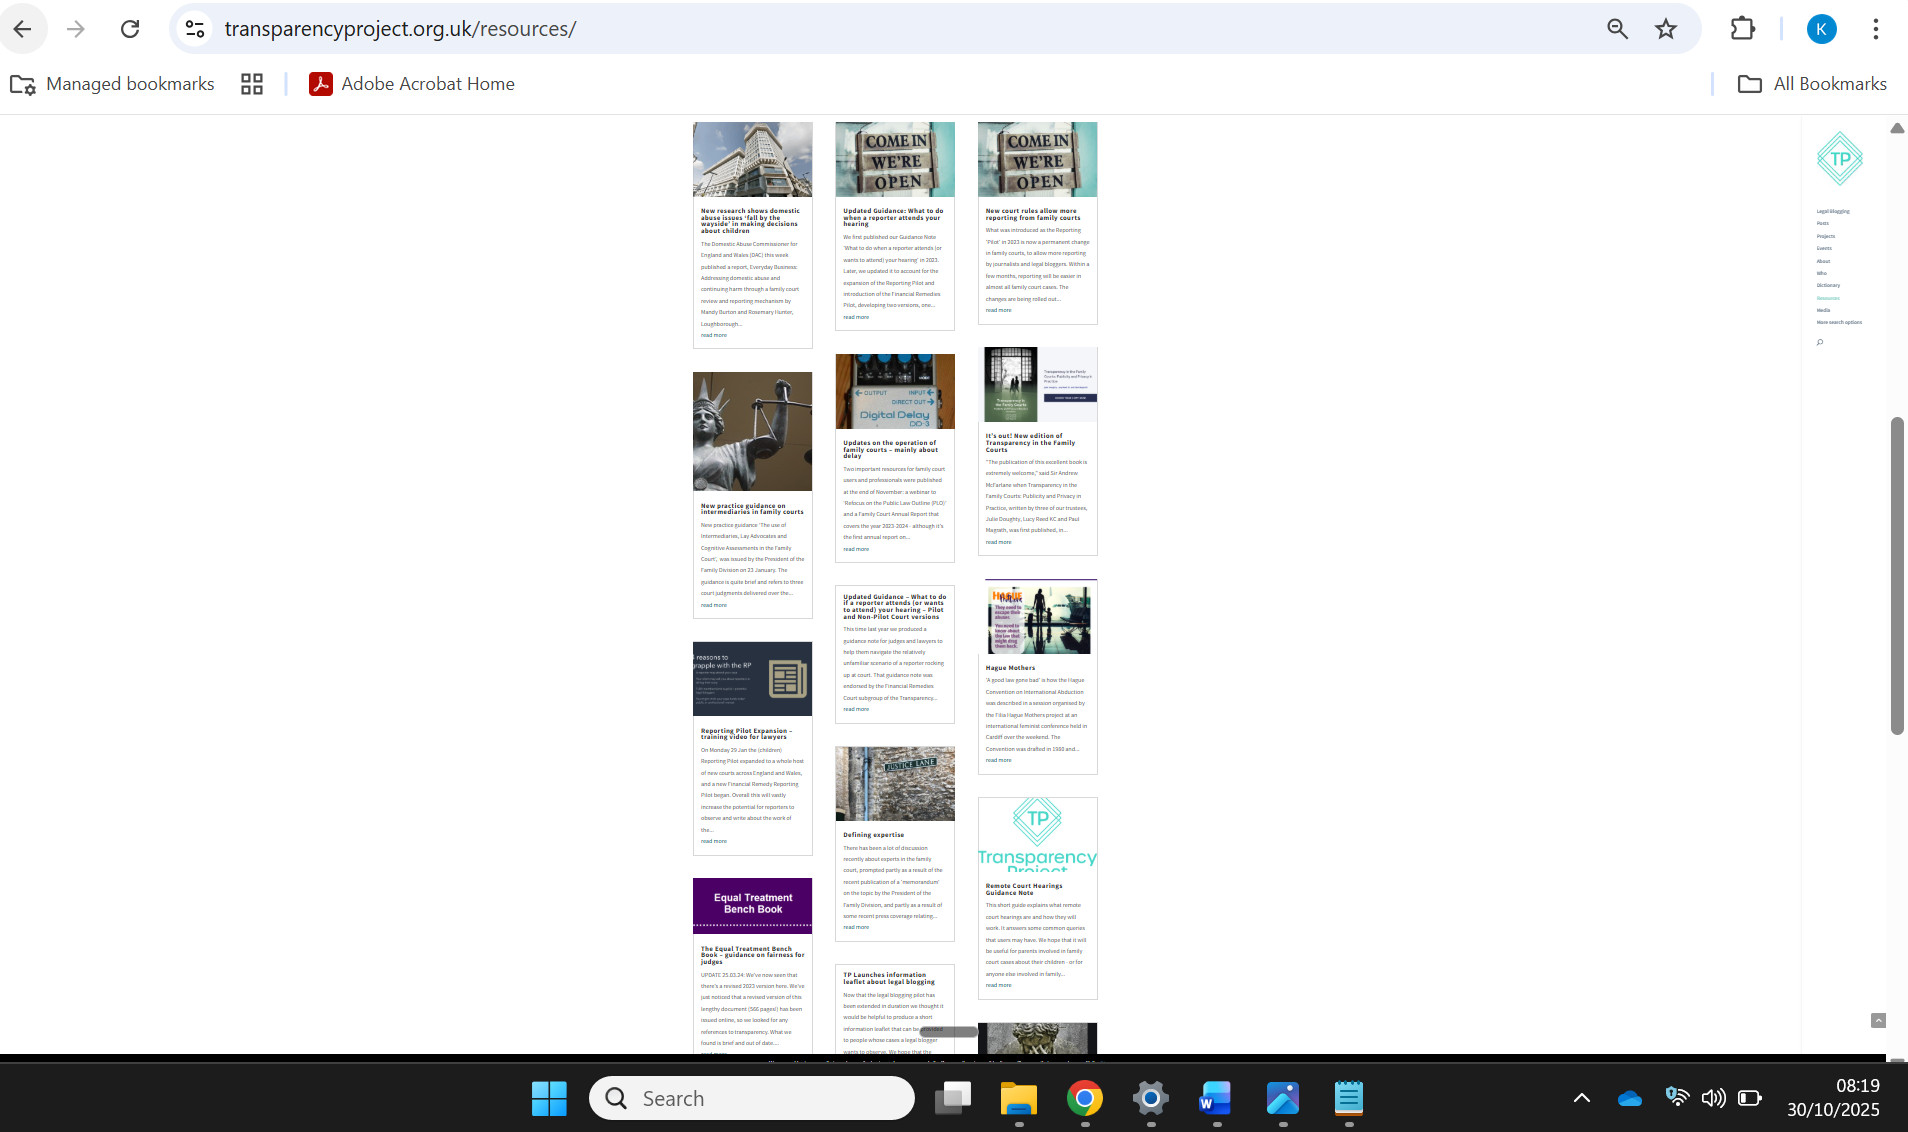 transparencyproject.org.uk/resources/
K
Managed bookmarks
Adobe Acrobat Home
All Bookmarks
New research shows domestic
abuse issues 'fall by the
wayside' in making decisions
about children
The Domestic Abuse Commissioner for
England and Wales (DAC) this week
published a report, Everyday Business:
Addressing domestic abuse and
continuing harm through a family court
review and reporting mechanism by
Mandy Burton and Rosemary Hunter,
Loughborough...
read more
New practice guidance on
intermediaries in family courts
New practice guidance 'The use of
Intermediaries, Lay Advocates and
Cognitive Assessments in the Family
Court', was issued by the President of the
Family Division on 23 January. The
guidance is quite brief and refers to three
court judgments delivered over the...
read more
reasons to
grapple with the RP
Reporting Pilot Expansion –
training video for lawyers
On Monday 29 Jan the (children)
Reporting Pilot expanded to a whole host
of new courts across England and Wales,
and a new Financial Remedy Reporting
Pilot began. Overall this will vastly
increase the potential for reporters to
observe and write about the work of
the...
read more
Equal Treatment
Bench Book
The Equal Treatment Bench
Book – guidance on fairness for
judges
UPDATE 25.03.24: We've now seen that
there's a revised 2023 version here. We've
just noticed that a revised version of this
lengthy document (566 pages!) has been
issued online, so we looked for any
references to transparency. What we
found is brief and out of date....
COME IN
WE'RE
OPEN
Updated Guidance: What to do
when a reporter attends your
hearing
We first published our Guidance Note
'What to do when a reporter attends (or
wants to attend) your hearing' in 2023.
Later, we updated it to account for the
expansion of the Reporting Pilot and
introduction of the Financial Remedies
Pilot, developing two versions, one...
read more
OUTPUT INPUT
DIRECT OUT
Digital Delay
DD-3
Updates on the operation of
family courts – mainly about
delay
Two important resources for family court
users and professionals were published
at the end of November: a webinar to
'Refocus on the Public Law Outline (PLO)'
and a Family Court Annual Report that
covers the year 2023-2024 - although it's
the first annual report on...
read more
Updated Guidance – What to do
if a reporter attends (or wants
to attend) your hearing – Pilot
and Non-Pilot Court versions
This time last year we produced a
guidance note for judges and lawyers to
help them navigate the relatively
unfamiliar scenario of a reporter rocking
up at court. That guidance note was
endorsed by the Financial Remedies
Court subgroup of the Transparency...
read more
JUSTICE LANE
Defining expertise
There has been a lot of discussion
recently about experts in the family
court, prompted partly as a result of the
recent publication of a 'memorandum'
on the topic by the President of the
Family Division, and partly as a result of
some recent press coverage relating...
read more
TP Launches information
leaflet about legal blogging
Now that the legal blogging pilot has
been extended in duration we thought it
would be helpful to produce a short
information leaflet that can be provided
to people whose cases a legal blogger
wants to observe. We hope that the
COME IN
WE'RE
OPEN
New court rules allow more
reporting from family courts
What was introduced as the Reporting
'Pilot' in 2023 is now a permanent change
in family courts, to allow more reporting
by journalists and legal bloggers. Within a
few months, reporting will be easier in
almost all family court cases. The
changes are being rolled out...
read more
Transparency in the Family
Courts: Publicity and Privacy in
Practice
Transparency in
the Family Courts
It's out! New edition of
Transparency in the Family
Courts
"The publication of this excellent book is
extremely welcome," said Sir Andrew
McFarlane when Transparency in the
Family Courts: Publicity and Privacy in
Practice, written by three of our trustees,
Julie Doughty, Lucy Reed KC and Paul
Magrath, was first published, in...
read more
They need to
escape their
abuse.
You need to
know about
the law that
might drag
them back.
Hague Mothers
'A good law gone bad' is how the Hague
Convention on International Abduction
was described in a session organised by
the FiLia Hague Mothers project at an
international feminist conference held in
Cardiff over the weekend. The
Convention was drafted in 1980 and...
read more
TP
Transparency
Project
Remote Court Hearings
Guidance Note
This short guide explains what remote
court hearings are and how they will
work. It answers some common queries
that users may have. We hope that it will
be useful for parents involved in family
court cases about their children - or for
anyone else involved in family...
read more
TP
Legal Blogging
Posts
Projects
Events
About
Who
Dictionary
Resources
Media
More search options
Search
08:19
30/10/2025